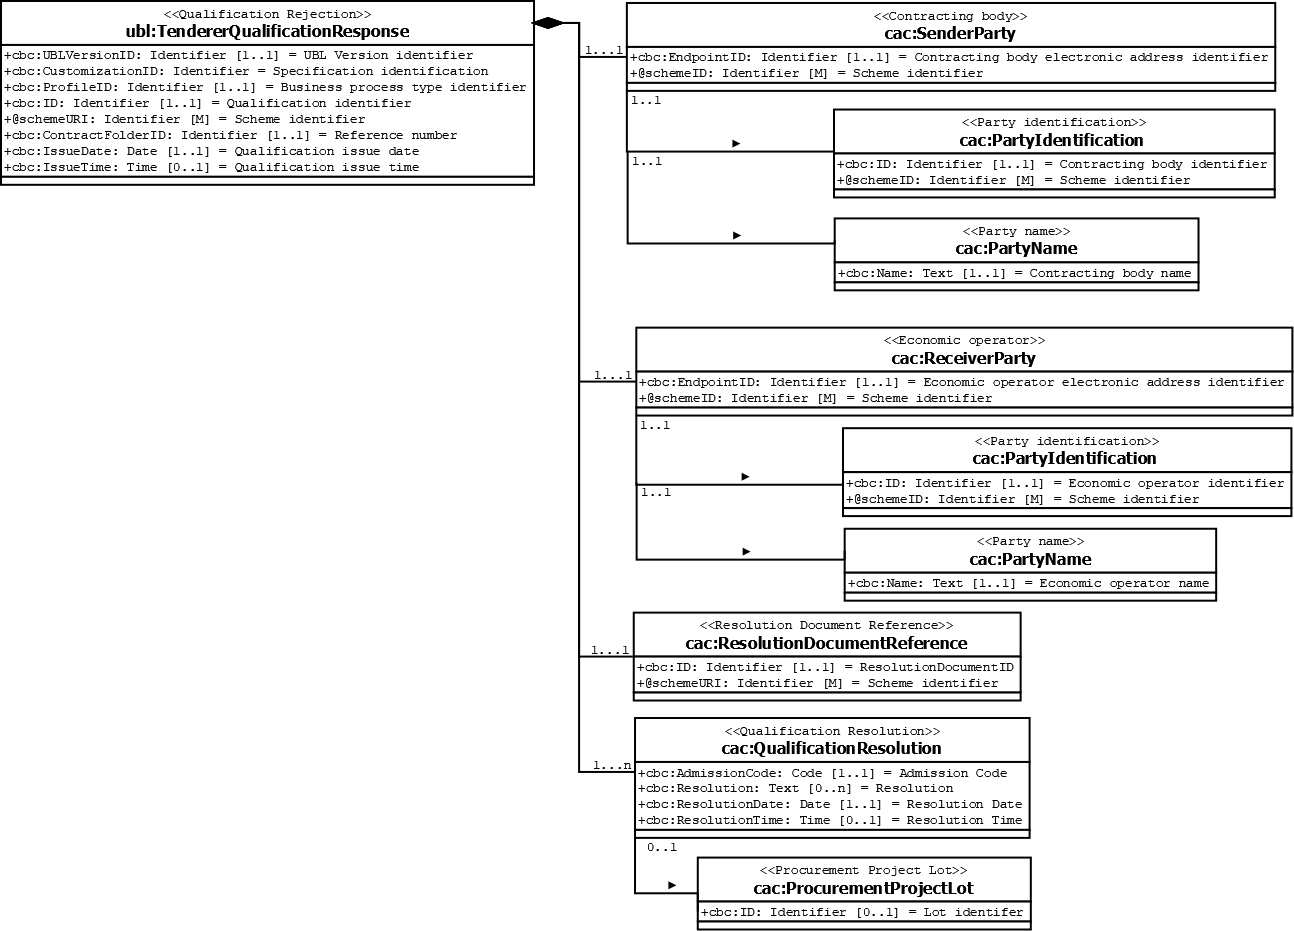 <<Qualification Rejection>>
ubl:TendererQualificationResponse
+cbc:UBLVersionID: Identifier [1..1] = UBL Version identifier
+cbc:CustomizationID: Identifier = Specification identification
+cbc:ProfileID: Identifier [1..1] = Business process type identifier
+cbc:ID: Identifier [1..1] = Qualification identifier
+@schemeURI: Identifier [M] = Scheme identifier
+cbc:ContractFolderID: Identifier [1..1] = Reference number
+cbc:IssueDate: Date [1..1] = Qualification issue date
+cbc:IssueTime: Time [0..1] = Qualification issue time
1...1
<<Contracting body>>
cac:SenderParty
+cbc:EndpointID: Identifier [1..1] = Contracting body electronic address identifier
+@schemeID: Identifier [M] = Scheme identifier
1..1
<<Party identification>>
cac:PartyIdentification
+cbc:ID: Identifier [1..1] = Contracting body identifier
+@schemeID: Identifier [M] = Scheme identifier
1..1
<<Party name>>
cac:PartyName
+cbc:Name: Text [1..1] = Contracting body name
1...1
<<Economic operator>>
cac:ReceiverParty
+cbc:EndpointID: Identifier [1..1] = Economic operator electronic address identifier
+@schemeID: Identifier [M] = Scheme identifier
1..1
<<Party identification>>
cac:PartyIdentification
+cbc:ID: Identifier [1..1] = Economic operator identifier
+@schemeID: Identifier [M] = Scheme identifier
1..1
<<Party name>>
cac:PartyName
+cbc:Name: Text [1..1] = Economic operator name
1...1
<<Resolution Document Reference>>
cac:ResolutionDocumentReference
+cbc:ID: Identifier [1..1] = ResolutionDocumentID
+@schemeURI: Identifier [M] = Scheme identifier
1...n
<<Qualification Resolution>>
cac:QualificationResolution
+cbc:AdmissionCode: Code [1..1] = Admission Code
+cbc:Resolution: Text [0..n] = Resolution
+cbc:ResolutionDate: Date [1..1] = Resolution Date
+cbc:ResolutionTime: Time [0..1] = Resolution Time
0..1
<<Procurement Project Lot>>
cac:ProcurementProjectLot
+cbc:ID: Identifier [0..1] = Lot identifer